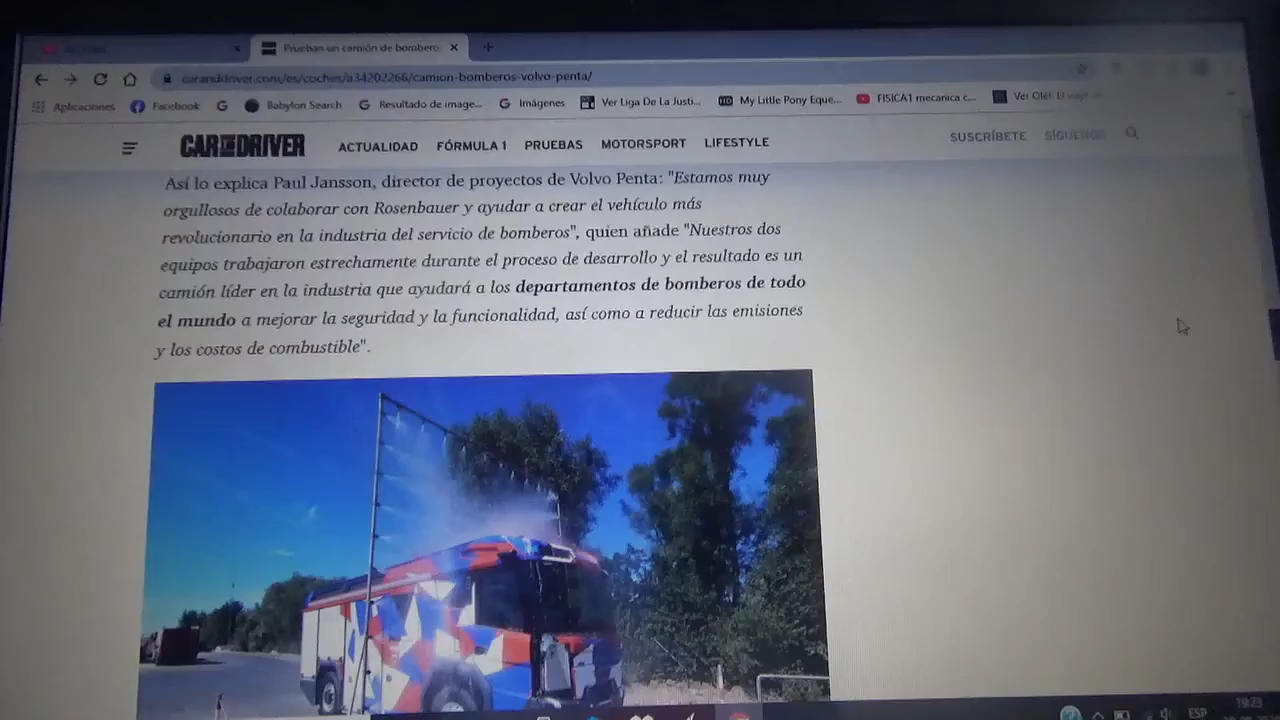 Prueban un camión de bombero
carandriver.com/es/coches/a34202266/camion-bomberos-volvo-penta/
Aplicaciones Facebook Babylon Search Resultado de image... Imágenes Ver Liga De La Justi... My Little Pony Eque... FISICA1 mecanica c... Ver Olé!
CAR AND DRIVER ACTUALIDAD FÓRMULA 1 PRUEBAS MOTORSPORT LIFESTYLE SUSCRÍBETE SÍGUENOS
Así lo explica Paul Jansson, director de proyectos de Volvo Penta: "Estamos muy
orgullosos de colaborar con Rosenbauer y ayudar a crear el vehículo más
revolucionario en la industria del servicio de bomberos", quien añade "Nuestros dos
equipos trabajaron estrechamente durante el proceso de desarrollo y el resultado es un
camión líder en la industria que ayudará a los departamentos de bomberos de todo
el mundo a mejorar la seguridad y la funcionalidad, así como a reducir las emisiones
y los costos de combustible".
ESP 19:23